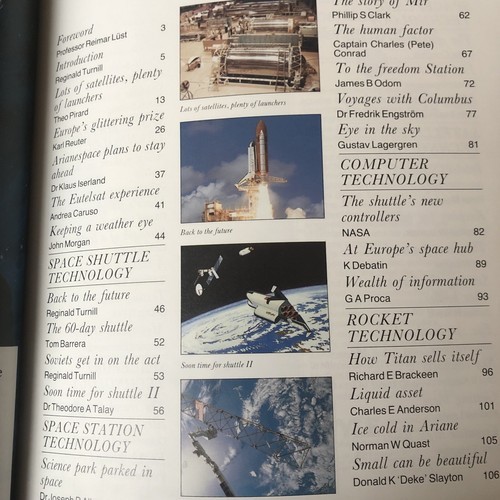 Foreword 3
Professor Reimar Lüst
Introduction 5
Reginald Turnill
Lots of satellites, plenty
of launchers 13
Theo Pirard
Europe's glittering prize 26
Karl Reuter
Arianespace plans to stay
ahead
Dr Klaus Iserland 37
The Eutelsat experience
Andrea Caruso 41
Keeping a weather eye
John Morgan 44
SPACE SHUTTLE
TECHNOLOGY
Back to the future
Reginald Turnill 46
The 60-day shuttle
Tom Barrera 52
Soviets get in on the act
Reginald Turnill 53
Soon time for shuttle II
Dr Theodore A Talay 56
SPACE STATION
TECHNOLOGY
Science park parked in
space
Dr Joseph
Lots of satellites, plenty of launchers
Back to the future
Soon time for shuttle II
The story of Mir
Phillip S Clark 62
The human factor
Captain Charles (Pete)
Conrad 67
To the freedom Station
James B Odom 72
Voyages with Columbus
Dr Fredrik Engström 77
Eye in the sky
Gustav Lagergren 81
COMPUTER
TECHNOLOGY
The shuttle's new
controllers
NASA 82
At Europe's space hub
K Debatin 89
Wealth of information
G A Proca 93
ROCKET
TECHNOLOGY
How Titan sells itself
Richard E Brackeen 96
Liquid asset
Charles E Anderson 101
Ice cold in Ariane
Norman W Quast 105
Small can be beautiful
Donald K 'Deke' Slayton 106